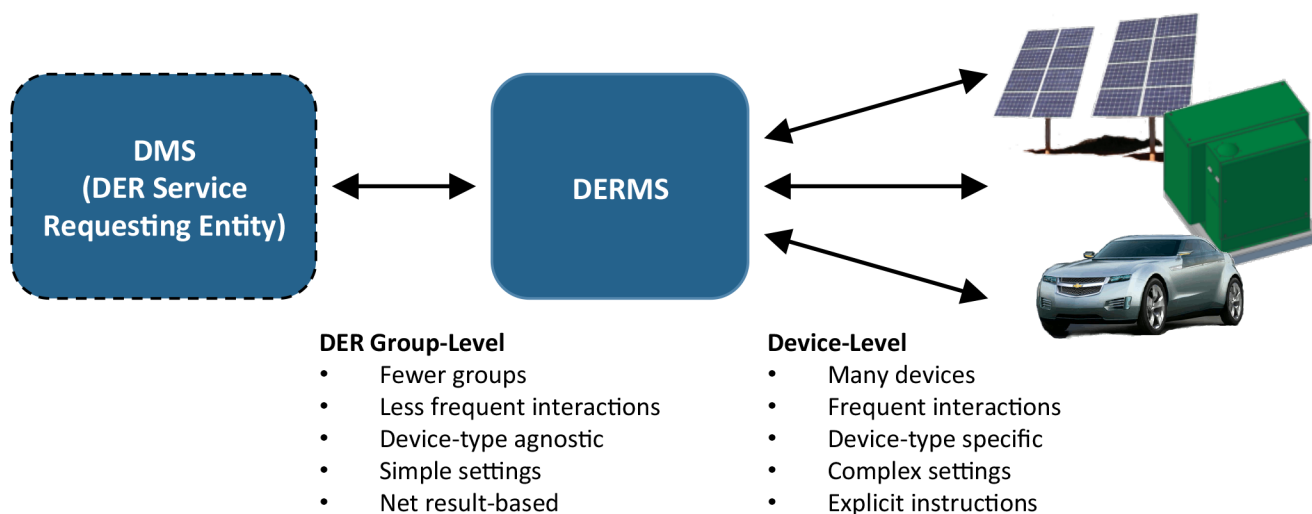 DMS
(DER Service
Requesting Entity)
DERMS
DER Group-Level
• Fewer groups
• Less frequent interactions
• Device-type agnostic
• Simple settings
• Net result-based
Device-Level
• Many devices
• Frequent interactions
• Device-type specific
• Complex settings
• Explicit instructions